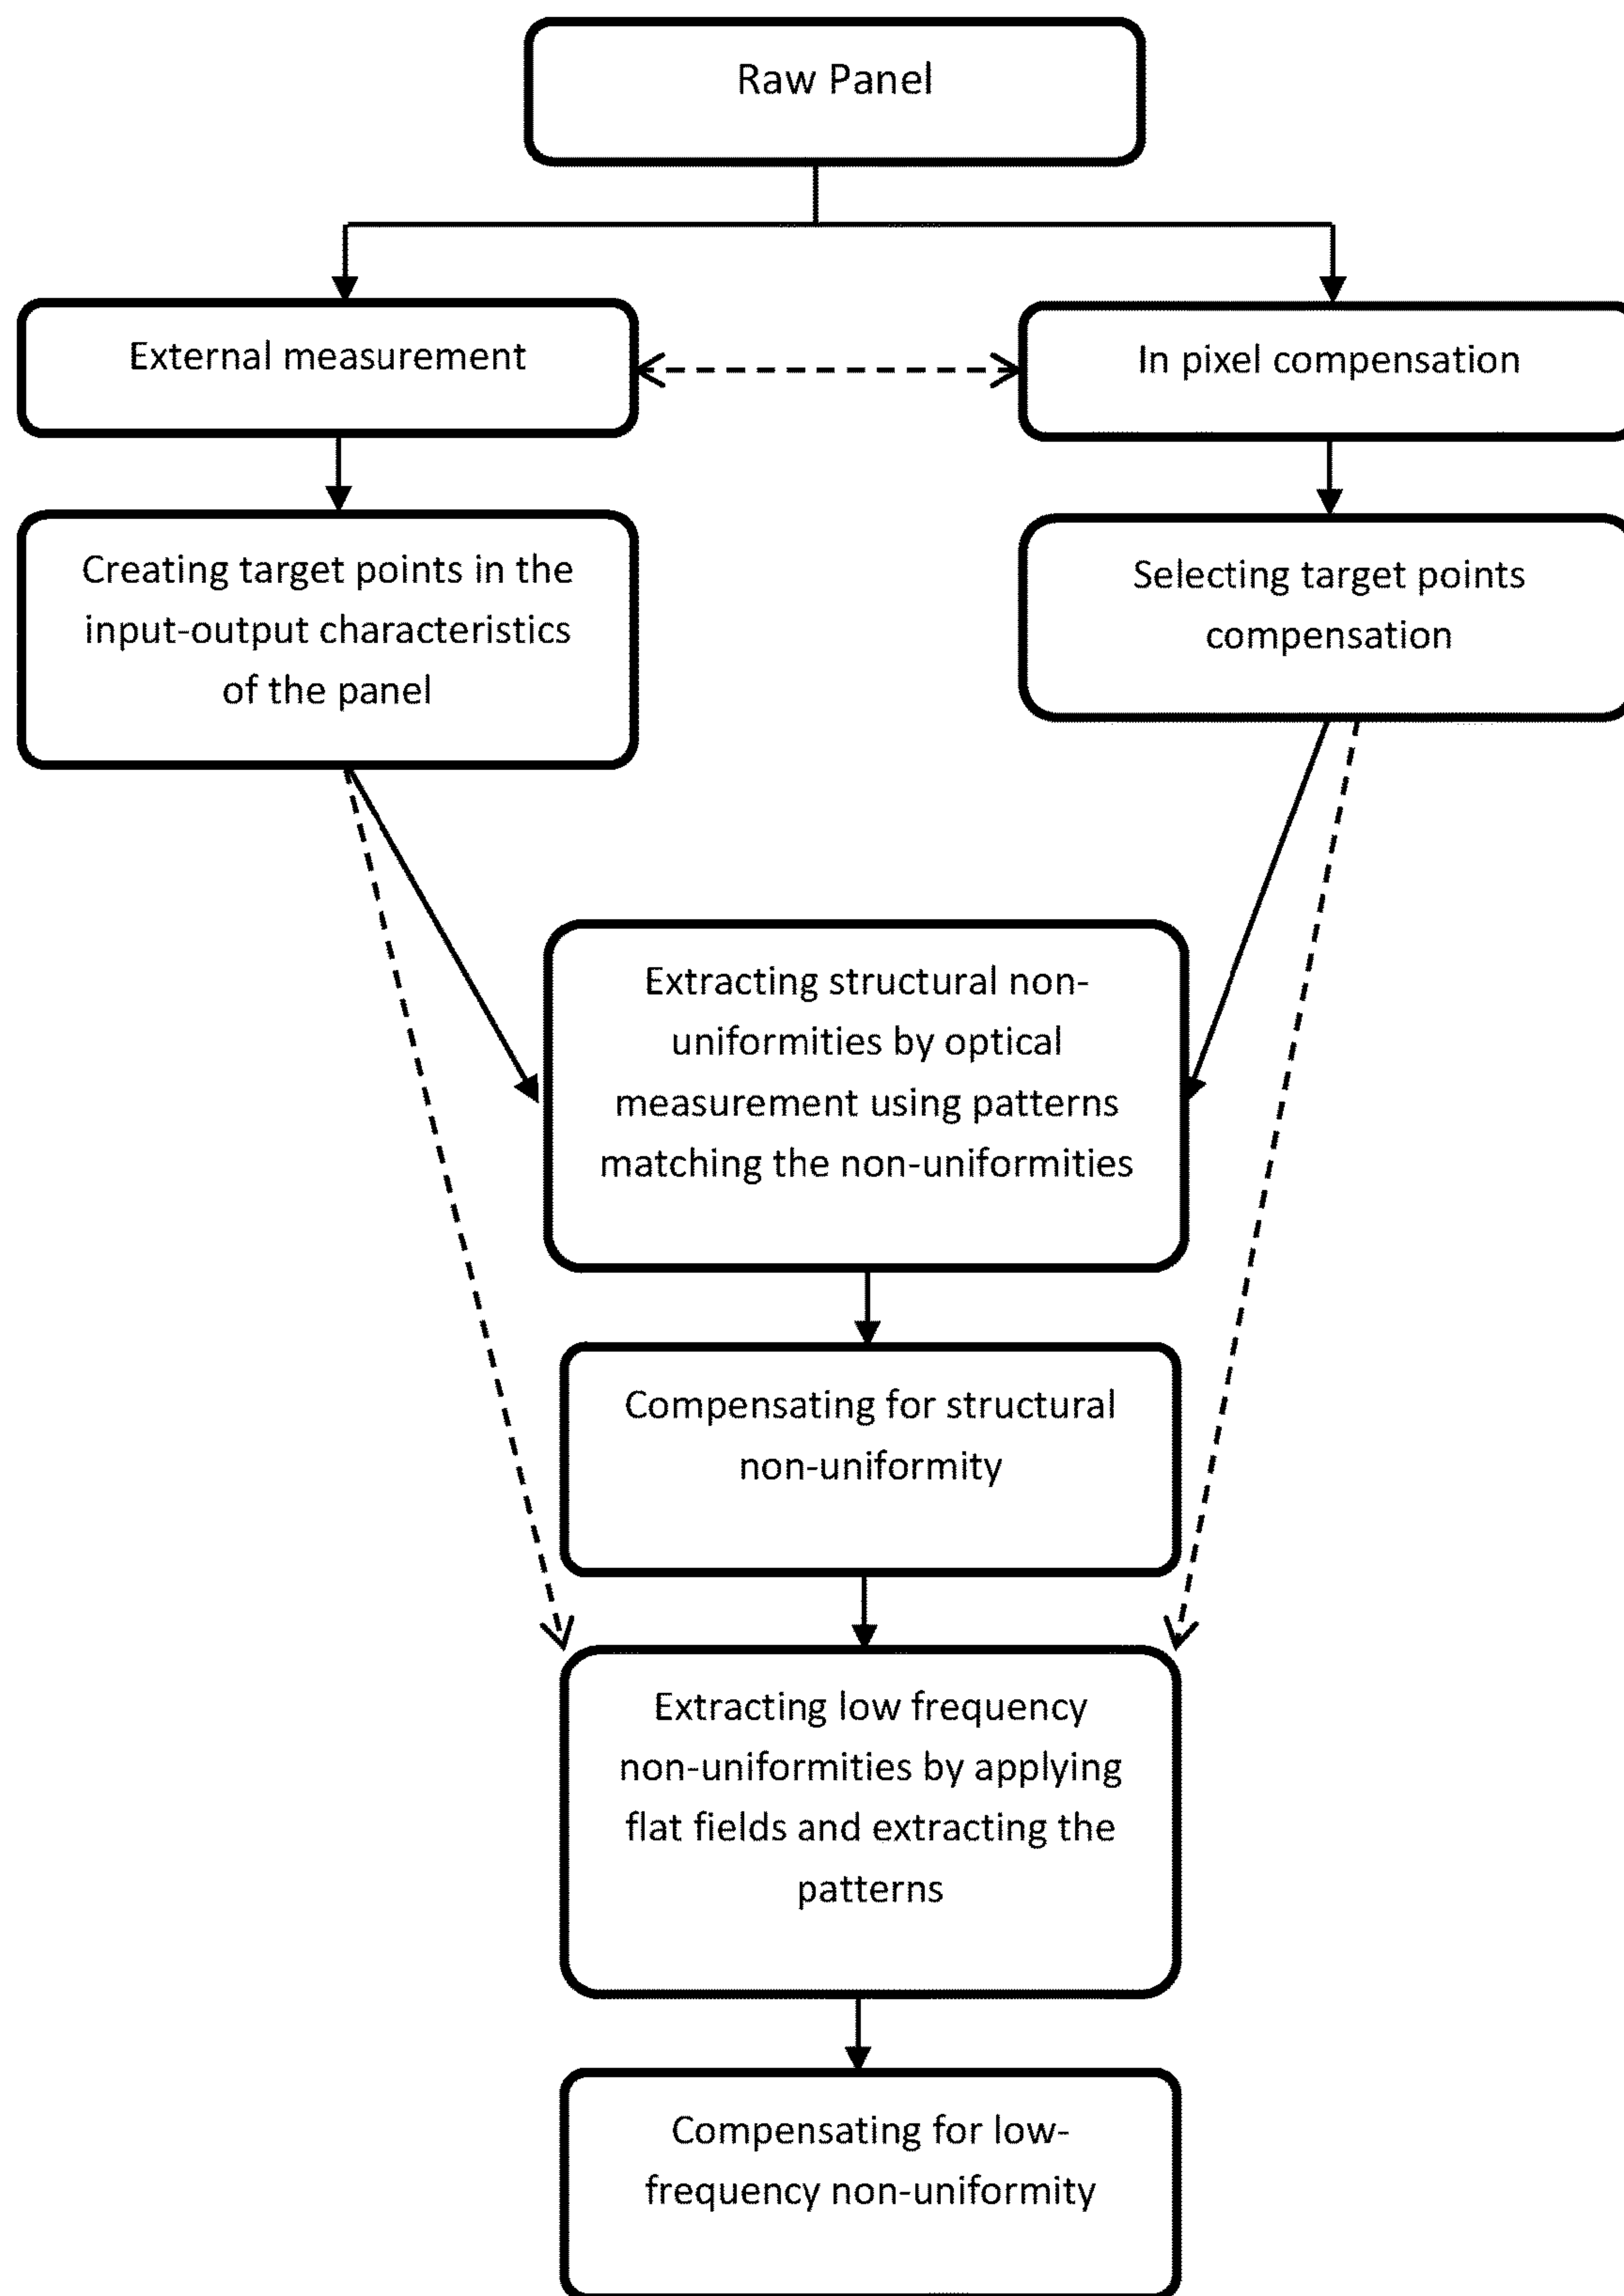 Raw Panel
External measurement
In pixel compensation
Creating target points in the
input-output characteristics
of the panel
Selecting target points
compensation
Extracting structural non-
uniformities by optical
measurement using patterns
matching the non-uniformities
Compensating for structural
non-uniformity
Extracting low frequency
non-uniformities by applying
flat fields and extracting the
patterns
Compensating for low-
frequency non-uniformity